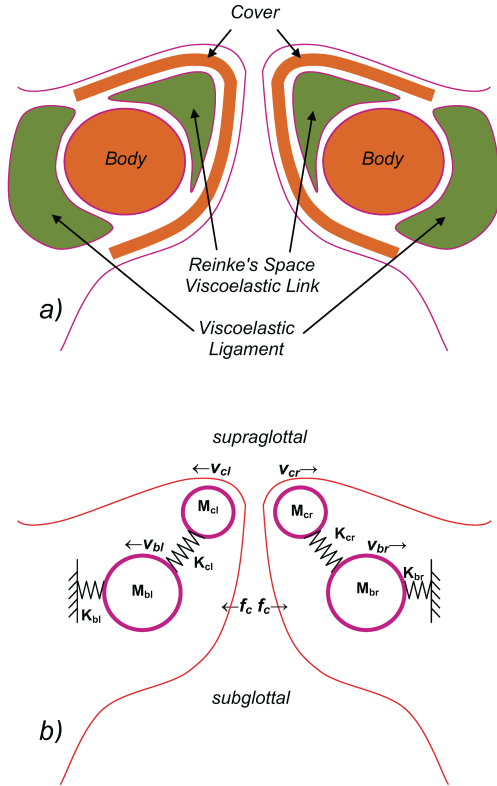 Cover
Body
Body
Reinke's Space
Viscoelastic Link
a)
Viscoelastic
Ligament
supraglottal
←vcl
vcr→
Mcl
Mcr
←vbl
Kcl
Kcr
vbr→
Mbl
Mbr
Kbl
Kbr
←fc fc→
subglottal
b)